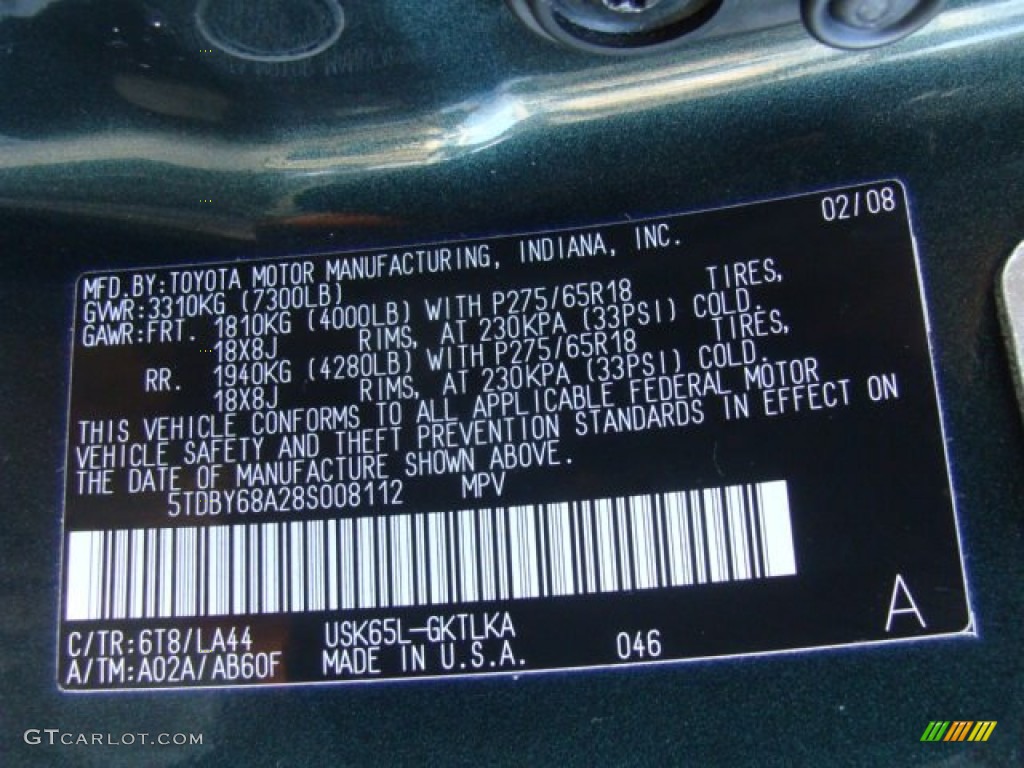 02/08
MFD.BY:TOYOTA MOTOR MANUFACTURING, INDIANA, INC.
GVWR:3310KG (7300LB)
GAWR:FRT. 1810KG (4000LB) WITH P275/65R18 TIRES,
18X8J RIMS, AT 230KPA (33PSI) COLD.
RR. 1940KG (4280LB) WITH P275/65R18 TIRES,
18X8J RIMS, AT 230KPA (33PSI) COLD.
THIS VEHICLE CONFORMS TO ALL APPLICABLE FEDERAL MOTOR
VEHICLE SAFETY AND THEFT PREVENTION STANDARDS IN EFFECT ON
THE DATE OF MANUFACTURE SHOWN ABOVE.
5TDBY68A28S008112 MPV
C/TR:6T8/LA44 USK65L-GKTLKA
A/TM:A02A/AB60F MADE IN U.S.A. 046
A
GTCARLOT.COM